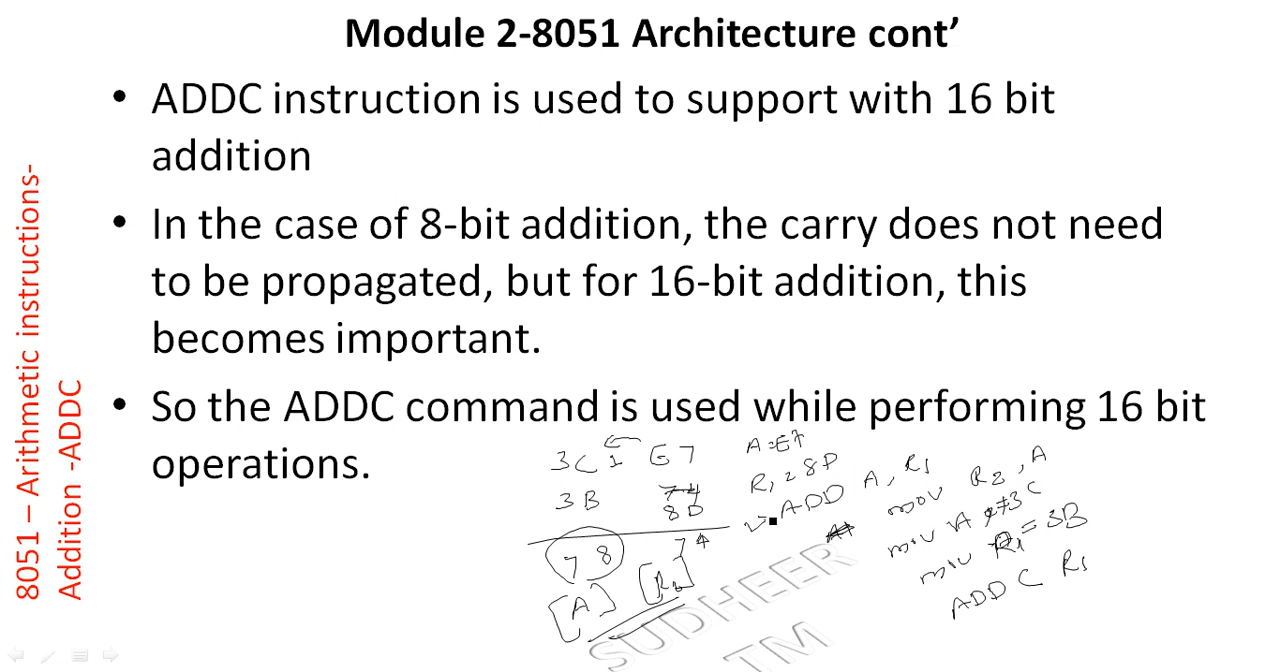 Module 2-8051 Architecture cont’
• ADDC instruction is used to support with 16 bit
addition
• In the case of 8-bit addition, the carry does not need
to be propagated, but for 16-bit addition, this
becomes important.
• So the ADDC command is used while performing 16 bit
operations.
8051 – Arithmetic instructions-
Addition -ADDC
3C 1 E7
3B
8D
78 74
[A] [R2]
A = E7
R1 = 8D
ADD A, R1
mov R2, A
mov A 3C
mov R1 = 3B
ADDC R1
SUDHEER
TM